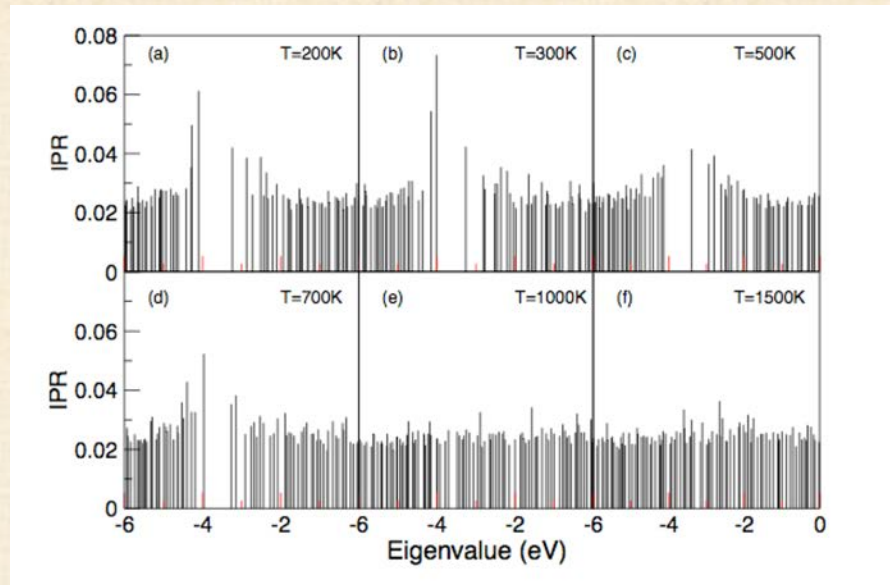 0.08
(a) T=200K (b) T=300K (c) T=500K
0.06
IPR
0.04
0.02
0
(d) T=700K (e) T=1000K (f) T=1500K
0.06
IPR
0.04
0.02
0
-6 -4 -2 -6 -4 -2 -6 -4 -2 0
Eigenvalue (eV)